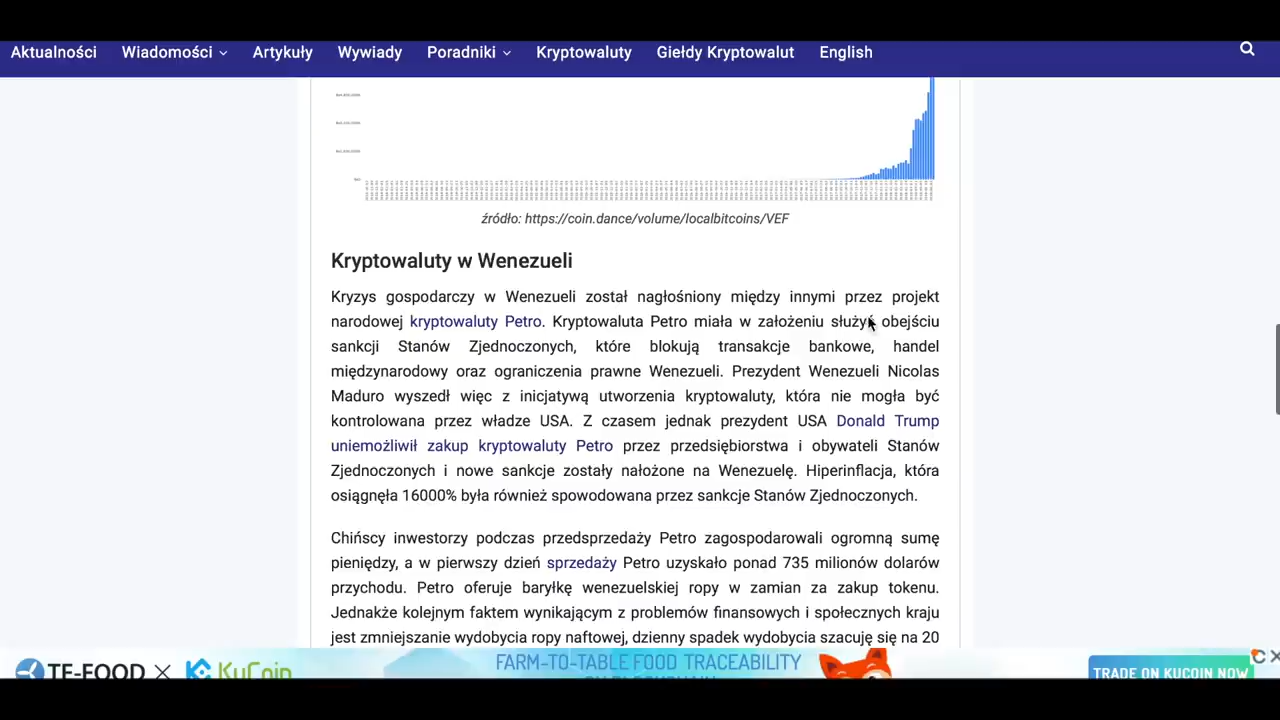 Aktualności Wiadomości Artykuły Wywiady Poradniki Kryptowaluty Giełdy Kryptowalut English
źródło: https://coin.dance/volume/localbitcoins/VEF
Kryptowaluty w Wenezueli
Kryzys gospodarczy w Wenezueli został nagłośniony między innymi przez projekt
narodowej kryptowaluty Petro. Kryptowaluta Petro miała w założeniu służyć obejściu
sankcji Stanów Zjednoczonych, które blokują transakcje bankowe, handel
międzynarodowy oraz ograniczenia prawne Wenezueli. Prezydent Wenezueli Nicolas
Maduro wyszedł więc z inicjatywą utworzenia kryptowaluty, która nie mogła być
kontrolowana przez władze USA. Z czasem jednak prezydent USA Donald Trump
uniemożliwił zakup kryptowaluty Petro przez przedsiębiorstwa i obywateli Stanów
Zjednoczonych i nowe sankcje zostały nałożone na Wenezuelę. Hiperinflacja, która
osiągnęła 16000% była również spowodowana przez sankcje Stanów Zjednoczonych.
Chińscy inwestorzy podczas przedsprzedaży Petro zagospodarowali ogromną sumę
pieniędzy, a w pierwszy dzień sprzedaży Petro uzyskało ponad 735 milionów dolarów
przychodu. Petro oferuje baryłkę wenezuelskiej ropy w zamian za zakup tokenu.
Jednakże kolejnym faktem wynikającym z problemów finansowych i społecznych kraju
jest zmniejszanie wydobycia ropy naftowej, dzienny spadek wydobycia szacuję się na 20
TE-FOOD KuCoin FARM-TO-TABLE FOOD TRACEABILITY TRADE ON KUCOIN NOW